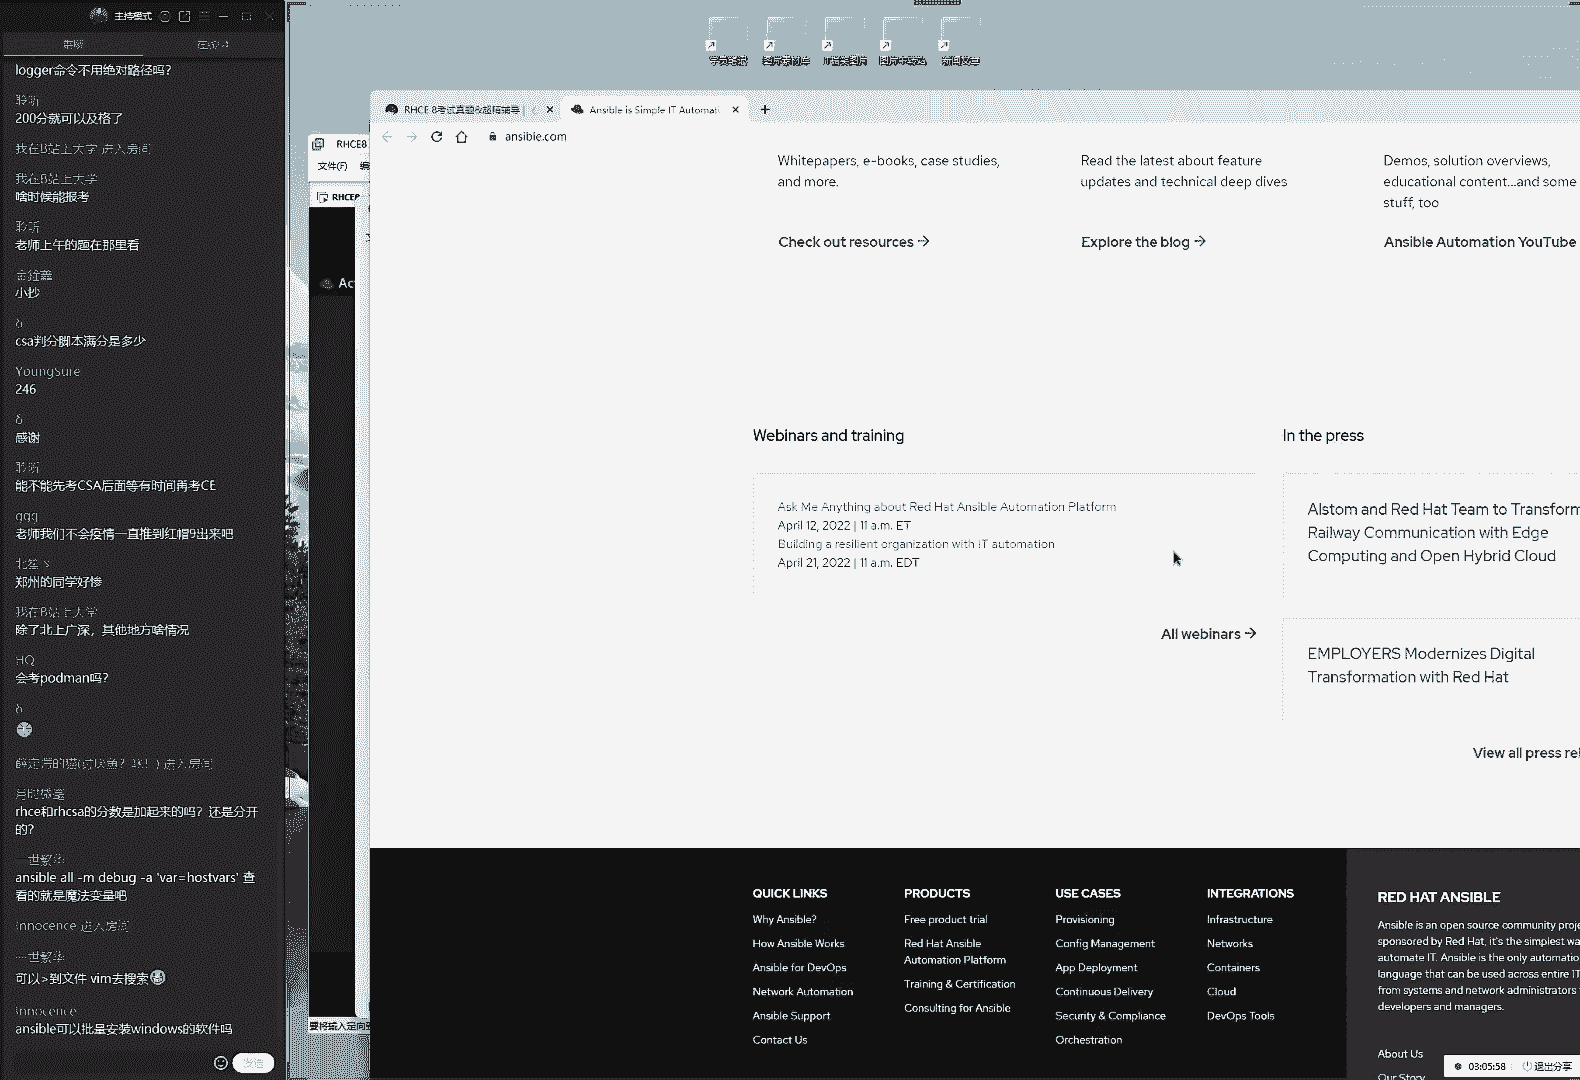 主持模式
logger命令不用绝对路径吗?
聆听
200分就可以及格了
我在B站上大学 进入房间
我在B站上大学
啥时候能报考
聆听
老师上午的题在那里看
小抄
δ
csa判分脚本满分是多少
YoungSure
246
δ
感谢
聆听
能不能先考CSA后面等有时间再考CE
qqq
老师我们不会疫情一直推到红帽9出来吧
郑州的同学好惨
我在B站上大学
除了北上广深，其他地方啥情况
HQ
会考podman吗?
δ
进入房间
rhce和rhcsa的分数是加起来的吗？还是分开
的?
一世繁华
ansible all -m debug -a 'var=hostvars' 查
看的就是魔法变量吧
innocence 进入房间
一世繁华
可以>到文件 vim去搜索
innocence
ansible可以批量安装windows的软件吗
发送
RHCE8
文件(F) 编
RHCE8
Ac
RHCE 8考试真题&超陪辅导 |
Ansible is Simple IT Automati
ansible.com
Whitepapers, e-books, case studies,
and more.
Check out resources →
Read the latest about feature
updates and technical deep dives
Explore the blog →
Demos, solution overviews,
educational content...and some
stuff, too
Ansible Automation YouTube
Webinars and training
Ask Me Anything about Red Hat Ansible Automation Platform
April 12, 2022 | 11 a.m. ET
Building a resilient organization with IT automation
April 21, 2022 | 11 a.m. EDT
All webinars →
In the press
Alstom and Red Hat Team to Transform
Railway Communication with Edge
Computing and Open Hybrid Cloud
EMPLOYERS Modernizes Digital
Transformation with Red Hat
View all press rel
QUICK LINKS
Why Ansible?
How Ansible Works
Ansible for DevOps
Network Automation
Ansible Support
Contact Us
PRODUCTS
Free product trial
Red Hat Ansible
Automation Platform
Training & Certification
Consulting for Ansible
USE CASES
Provisioning
Config Management
App Deployment
Continuous Delivery
Security & Compliance
Orchestration
INTEGRATIONS
Infrastructure
Networks
Containers
Cloud
DevOps Tools
RED HAT ANSIBLE
Ansible is an open source community proje
sponsored by Red Hat, it's the simplest wa
automate IT. Ansible is the only automatio
language that can be used across entire IT
from systems and network administrators
developers and managers.
About Us
Our Story
要将输入定向到
03:05:58
退出分享